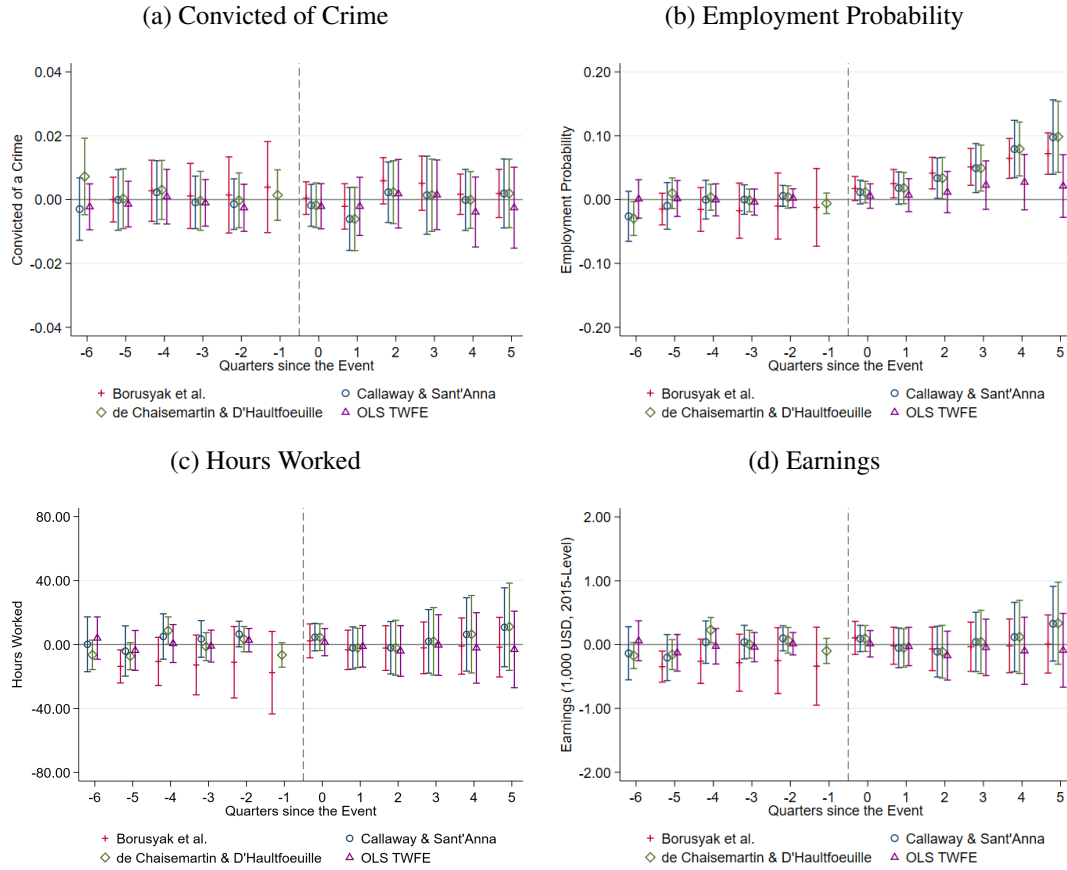 (a) Convicted of Crime
0.04
0.02
0.00
-0.02
-0.04
Convicted of a Crime
-6 -5 -4 -3 -2 -1 0 1 2 3 4 5
Quarters since the Event
Borusyak et al. Callaway & Sant'Anna
de Chaisemartin & D'Haultfoeuille OLS TWFE
(b) Employment Probability
0.20
0.10
0.00
-0.10
-0.20
Employment Probability
-6 -5 -4 -3 -2 -1 0 1 2 3 4 5
Quarters since the Event
Borusyak et al. Callaway & Sant'Anna
de Chaisemartin & D'Haultfoeuille OLS TWFE
(c) Hours Worked
80.00
40.00
0.00
-40.00
-80.00
Hours Worked
-6 -5 -4 -3 -2 -1 0 1 2 3 4 5
Quarters since the Event
Borusyak et al. Callaway & Sant'Anna
de Chaisemartin & D'Haultfoeuille OLS TWFE
(d) Earnings
2.00
1.00
0.00
-1.00
-2.00
Earnings (1,000 USD, 2015-Level)
-6 -5 -4 -3 -2 -1 0 1 2 3 4 5
Quarters since the Event
Borusyak et al. Callaway & Sant'Anna
de Chaisemartin & D'Haultfoeuille OLS TWFE